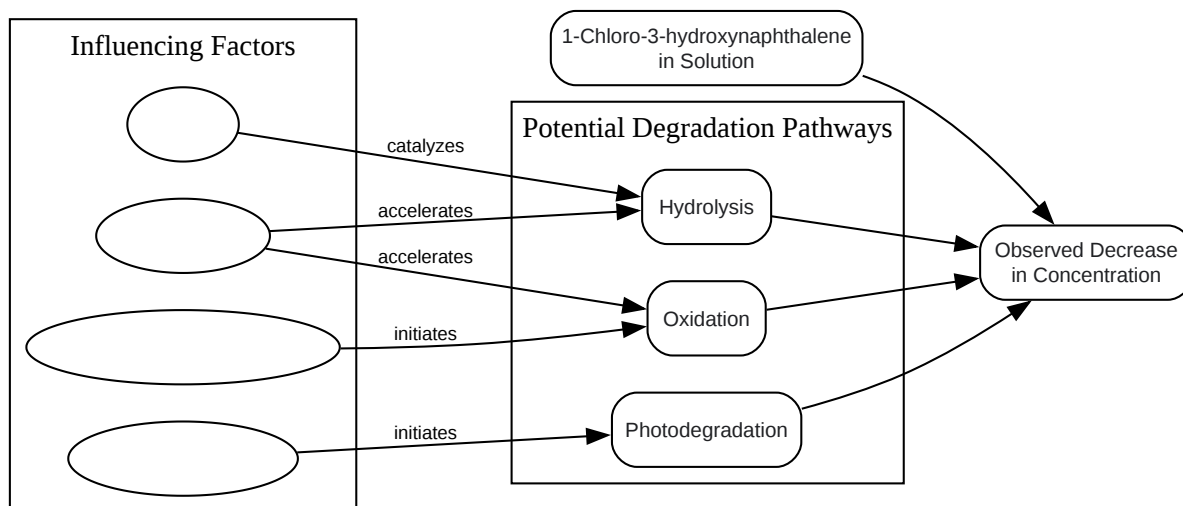 Influencing Factors
1-Chloro-3-hydroxynaphthalene
in Solution
Potential Degradation Pathways
catalyzes
Hydrolysis
accelerates
accelerates
Observed Decrease
in Concentration
Oxidation
initiates
initiates
Photodegradation